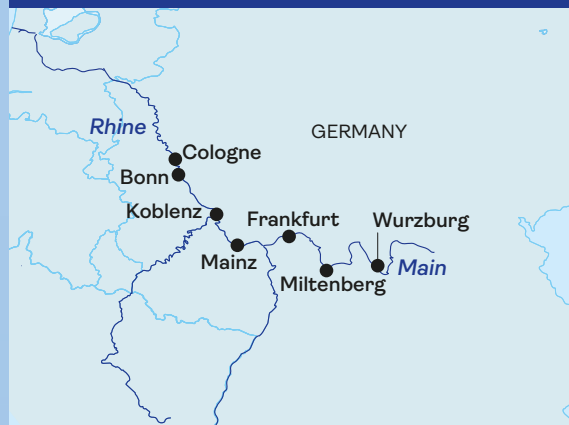 GERMANY
Rhine
Cologne
Bonn
Koblenz
Frankfurt
Wurzburg
Mainz
Main
Miltenberg